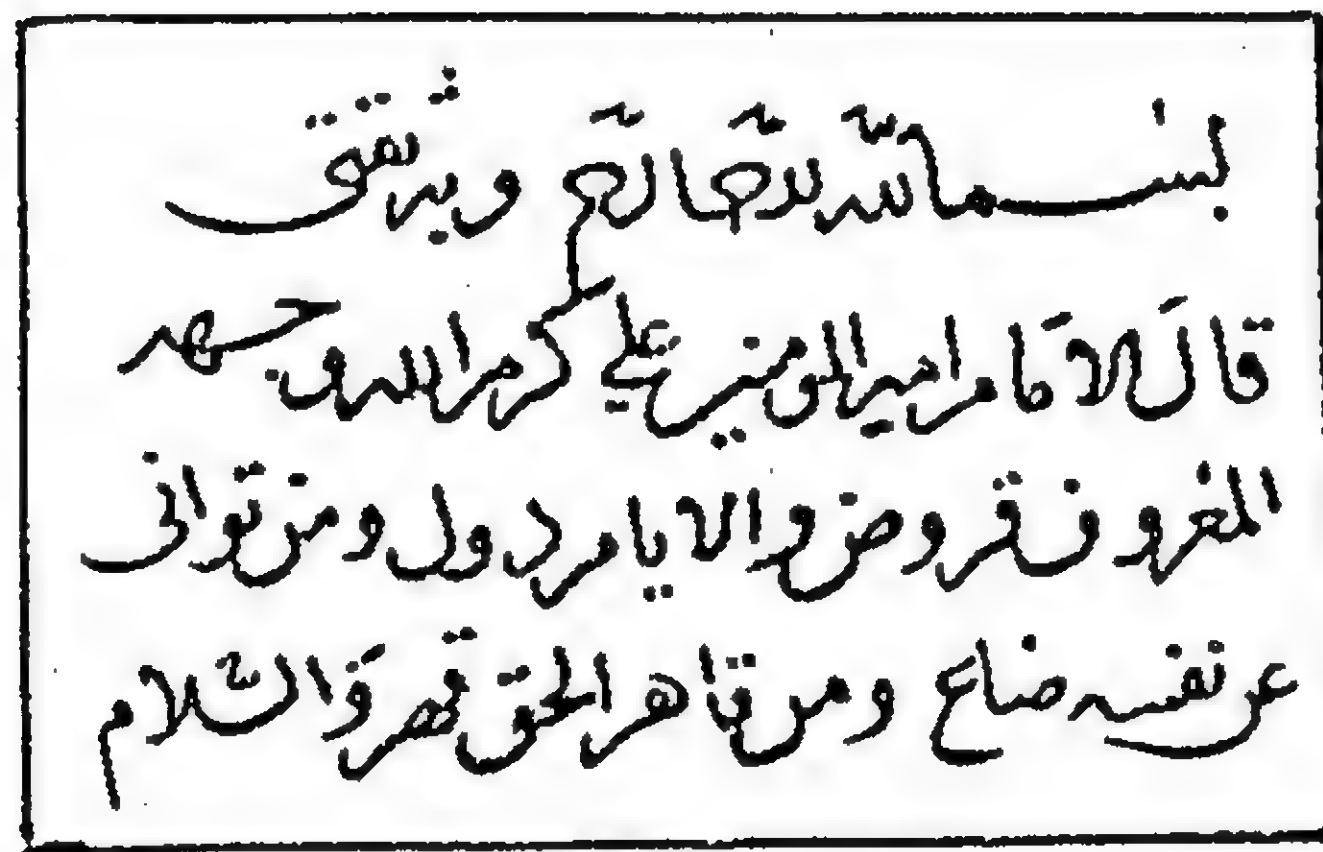 بسم الله تعالى وبه ثقتي
قال الامام امير المؤمنين علي كرم الله وجهه
المعروف قروض والايام دول ومن توانى
عن نفسه ضاع ومن قاهر الحق قهر والسلام